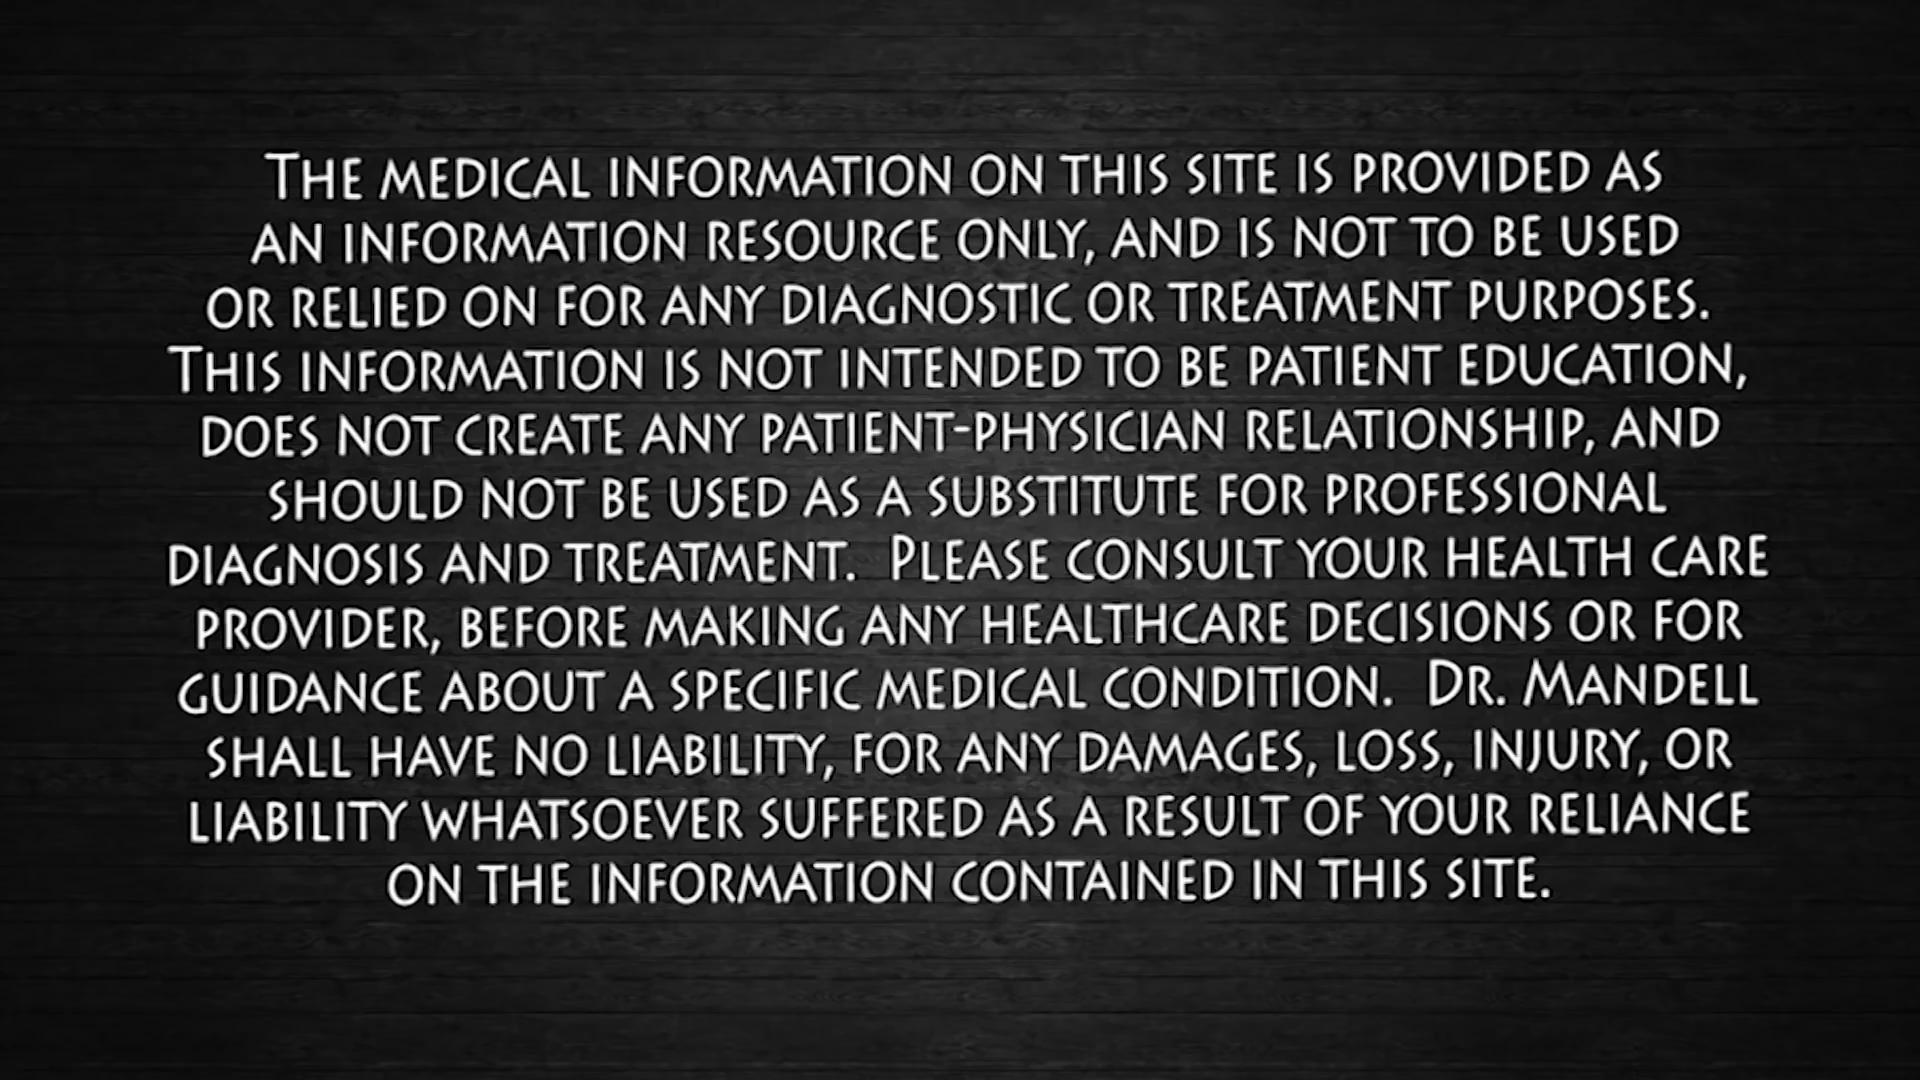 The medical information on this site is provided as
an information resource only, and is not to be used
or relied on for any diagnostic or treatment purposes.
This information is not intended to be patient education,
does not create any patient-physician relationship, and
should not be used as a substitute for professional
diagnosis and treatment.  Please consult your health care
provider, before making any healthcare decisions or for
guidance about a specific medical condition.  Dr. Mandell
shall have no liability, for any damages, loss, injury, or
liability whatsoever suffered as a result of your reliance
on the information contained in this site.